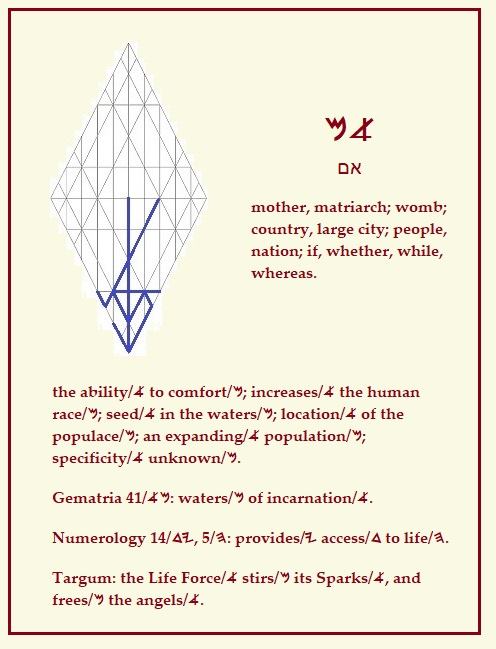 𐤀𐤌
אם
mother, matriarch; womb;
country, large city; people,
nation; if, whether, while,
whereas.
the ability/𐤀 to comfort/𐤌; increases/𐤀 the human
race/𐤌; seed/𐤀 in the waters/𐤌; location/𐤀 of the
populace/𐤌; an expanding/𐤀 population/𐤌;
specificity/𐤀 unknown/𐤌.
Gematria 41/𐤌𐤀: waters/𐤌 of incarnation/𐤀.
Numerology 14/𐤉𐤃, 5/𐤄: provides/𐤉 access/𐤃 to life/𐤄.
Targum: the Life Force/𐤀 stirs/𐤌 its Sparks/𐤀, and
frees/𐤌 the angels/𐤀.